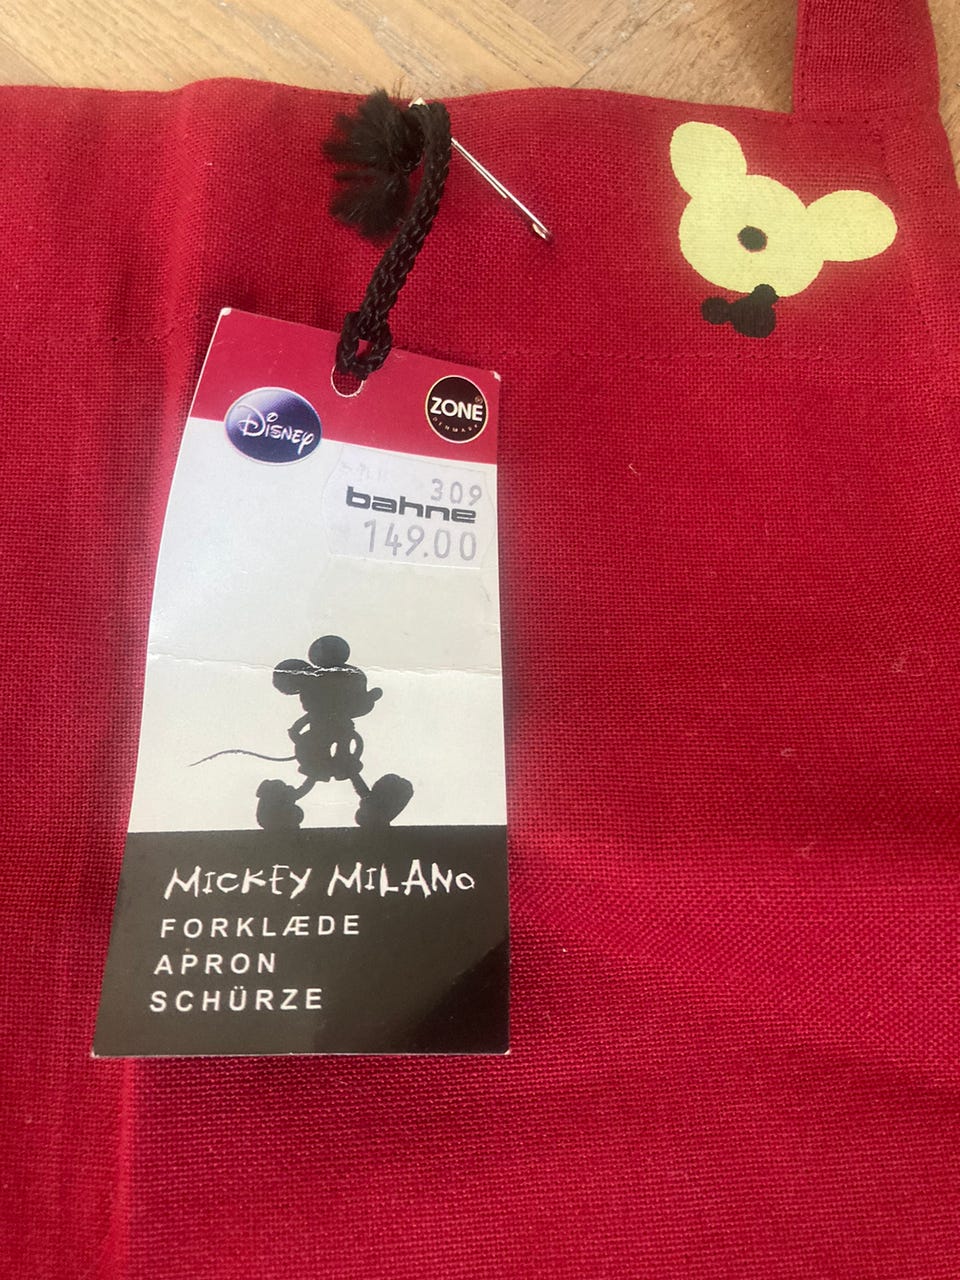 Disney
ZONE
DENMARK
309
bahne
149.00
MICKEY MILANO
FORKLÆDE
APRON
SCHÜRZE